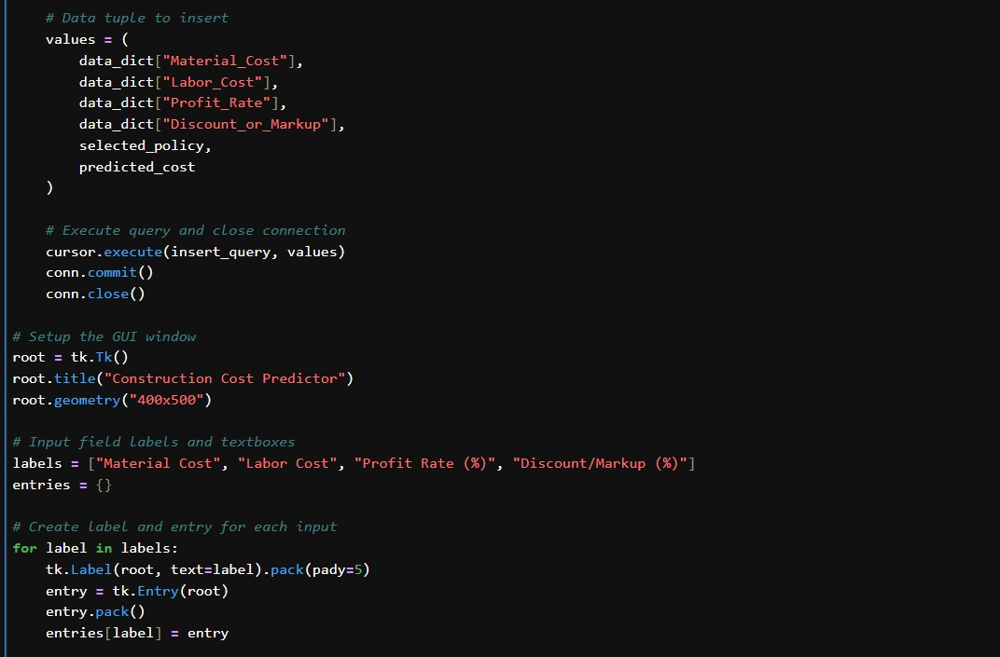 # Data tuple to insert
    values = (
        data_dict["Material_Cost"],
        data_dict["Labor_Cost"],
        data_dict["Profit_Rate"],
        data_dict["Discount_or_Markup"],
        selected_policy,
        predicted_cost
    )

    # Execute query and close connection
    cursor.execute(insert_query, values)
    conn.commit()
    conn.close()

# Setup the GUI window
root = tk.Tk()
root.title("Construction Cost Predictor")
root.geometry("400x500")

# Input field labels and textboxes
labels = ["Material Cost", "Labor Cost", "Profit Rate (%)", "Discount/Markup (%)"]
entries = {}

# Create label and entry for each input
for label in labels:
    tk.Label(root, text=label).pack(pady=5)
    entry = tk.Entry(root)
    entry.pack()
    entries[label] = entry